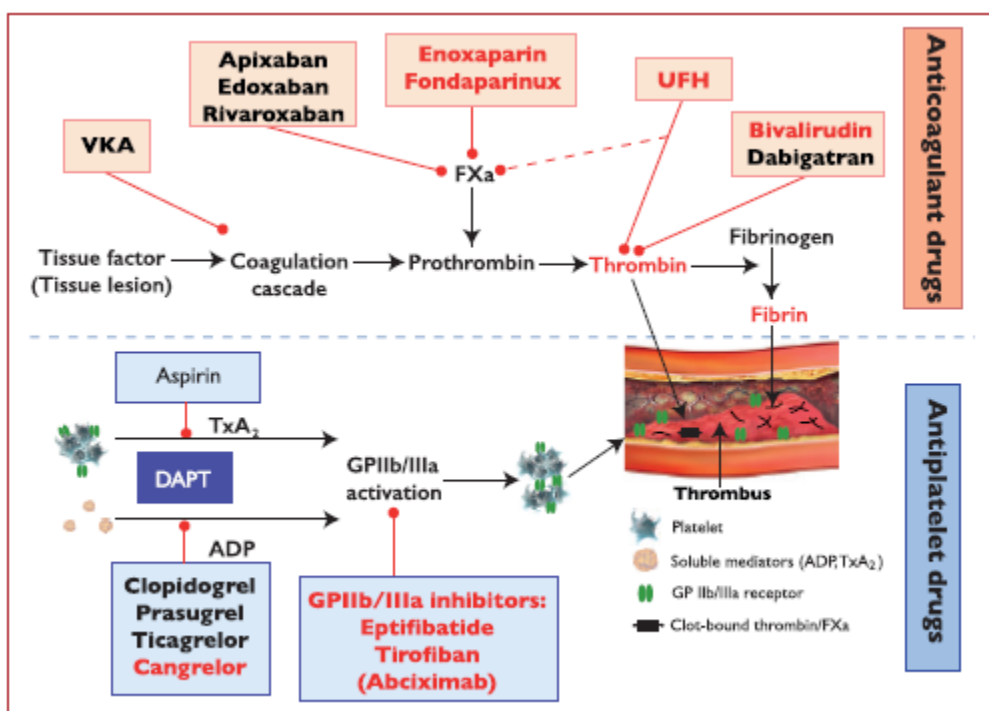 Apixaban
Edoxaban
Rivaroxaban
Enoxaparin
Fondaparinux
UFH
VKA
Bivalirudin
Dabigatran
FXa
Tissue factor
(Tissue lesion)
Coagulation
cascade
Prothrombin
Thrombin
Fibrinogen
Fibrin
Anticoagulant drugs
Aspirin
TxA2
DAPT
ADP
Clopidogrel
Prasugrel
Ticagrelor
Cangrelor
GPIIb/IIIa
activation
GPIIb/IIIa inhibitors:
Eptifibatide
Tirofiban
(Abciximab)
Thrombus
Platelet
Soluble mediators (ADP,TxA2)
GP IIb/IIIa receptor
Clot-bound thrombin/FXa
Antiplatelet drugs